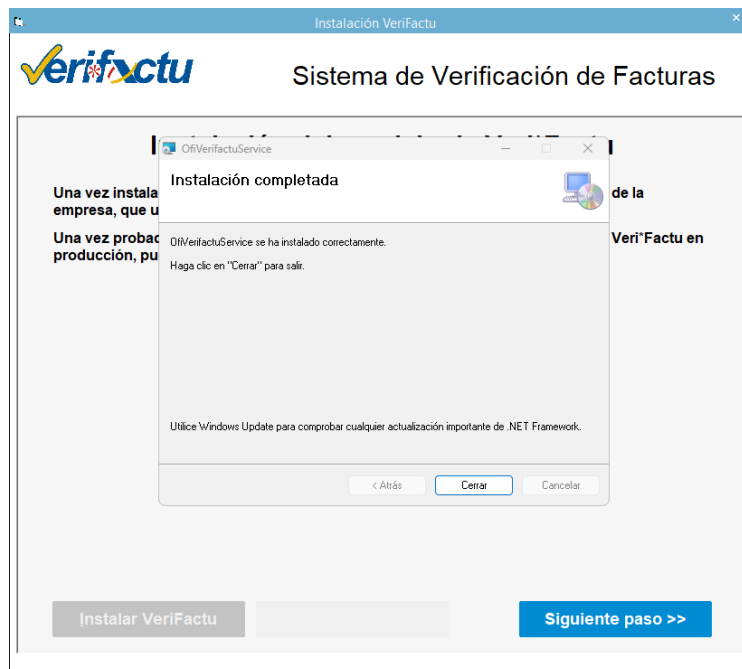 Instalación VeriFactu
Verifactu
Sistema de Verificación de Facturas
OfiVerifactuService
Instalación completada
Una vez instala
de la
empresa, que u
Una vez probad
Veri*Factu en
producción, pu
OfiVerifactuService se ha instalado correctamente.
Haga clic en "Cerrar" para salir.
Utilice Windows Update para comprobar cualquier actualización importante de .NET Framework.
< Atrás
Cerrar
Cancelar
Instalar VeriFactu
Siguiente paso >>